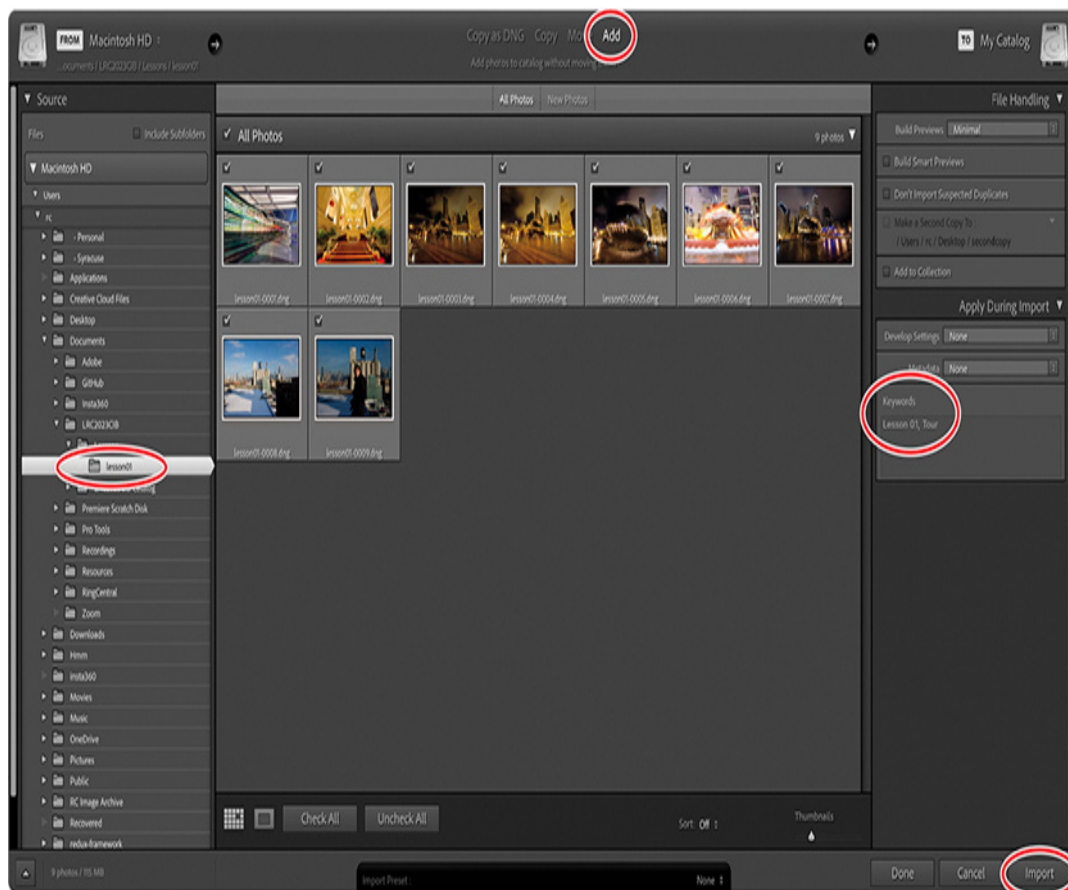 FROM Macintosh HD
...ocuments / LRC2023CIB / Lessons / lesson01
Copy as DNG Copy Mo Add
Add photos to catalog without moving
TO My Catalog
Source
Files Include Subfolders
Macintosh HD
Users
rc
- Personal
- Syracuse
Applications
Creative Cloud Files
Desktop
Documents
Adobe
GitHub
Insta360
LRC2023CIB
lesson01
Premiere Scratch Disk
Pro Tools
Recordings
Resources
RingCentral
Zoom
Downloads
Hmm
insta360
Movies
Music
OneDrive
Pictures
Public
RC Image Archive
Recovered
redux-framework
All Photos New Photos
All Photos 9 photos
lesson01-0001.dng lesson01-0002.dng lesson01-0003.dng lesson01-0004.dng lesson01-0005.dng lesson01-0006.dng lesson01-0007.dng
lesson01-0008.dng lesson01-0009.dng
Check All Uncheck All Sort: Off Thumbnails
File Handling
Build Previews Minimal
Build Smart Previews
Don't Import Suspected Duplicates
Make a Second Copy To :
/ Users / rc / Desktop / secondcopy
Add to Collection
Apply During Import
Develop Settings None
Metadata None
Keywords
Lesson 01, Tour
9 photos / 115 MB
Import Preset : None
Done Cancel Import